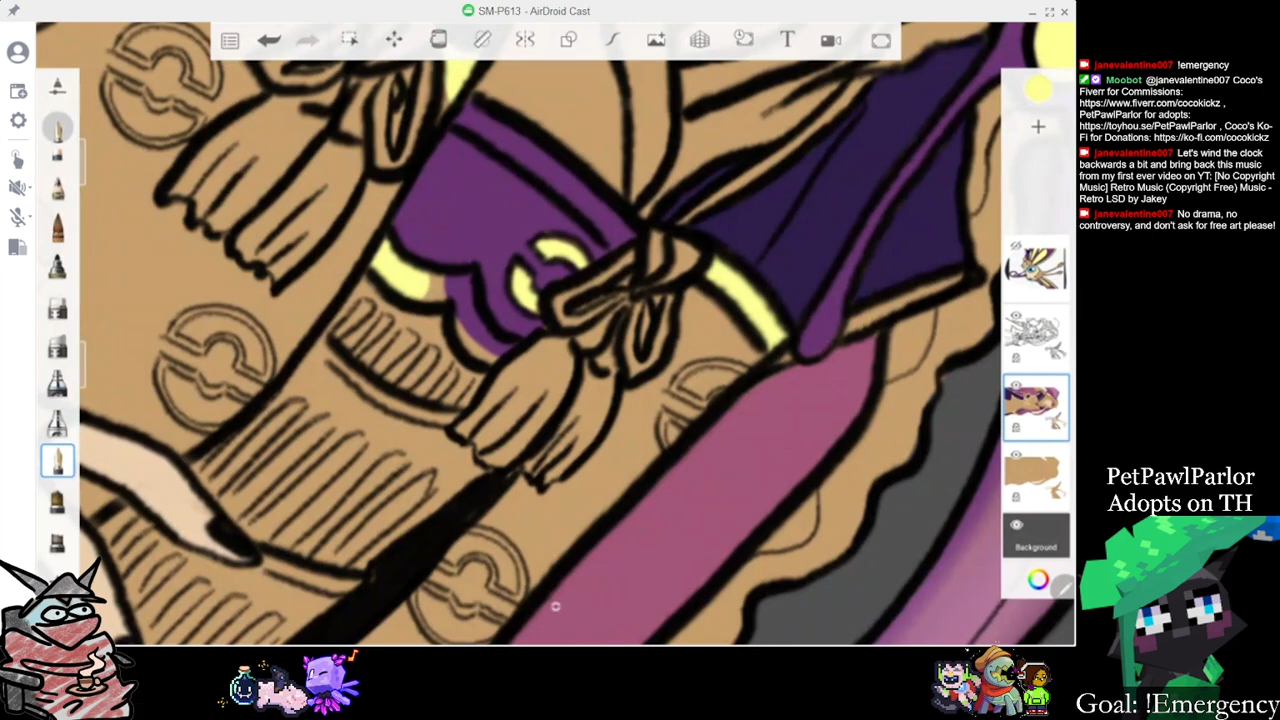 SM-P613 - AirDroid Cast
T
Background
janevalentine007 !emergency
Moobot @janevalentine007 Coco's
Fiverr for Commissions:
https://www.fiverr.com/cocokickz ,
PetPawlParlor for adopts:
https://toyhou.se/PetPawlParlor , Coco's Ko-
Fi for Donations: https://ko-fi.com/cocokickz
janevalentine007 Let's wind the clock
backwards a bit and bring back this music
from my first ever video on YT: [No Copyright
Music] Retro Music (Copyright Free) Music -
Retro LSD by Jakey
janevalentine007 No drama, no
controversy, and don't ask for free art please!
PetPawlParlor
Adopts on TH
Goal: !Emergency